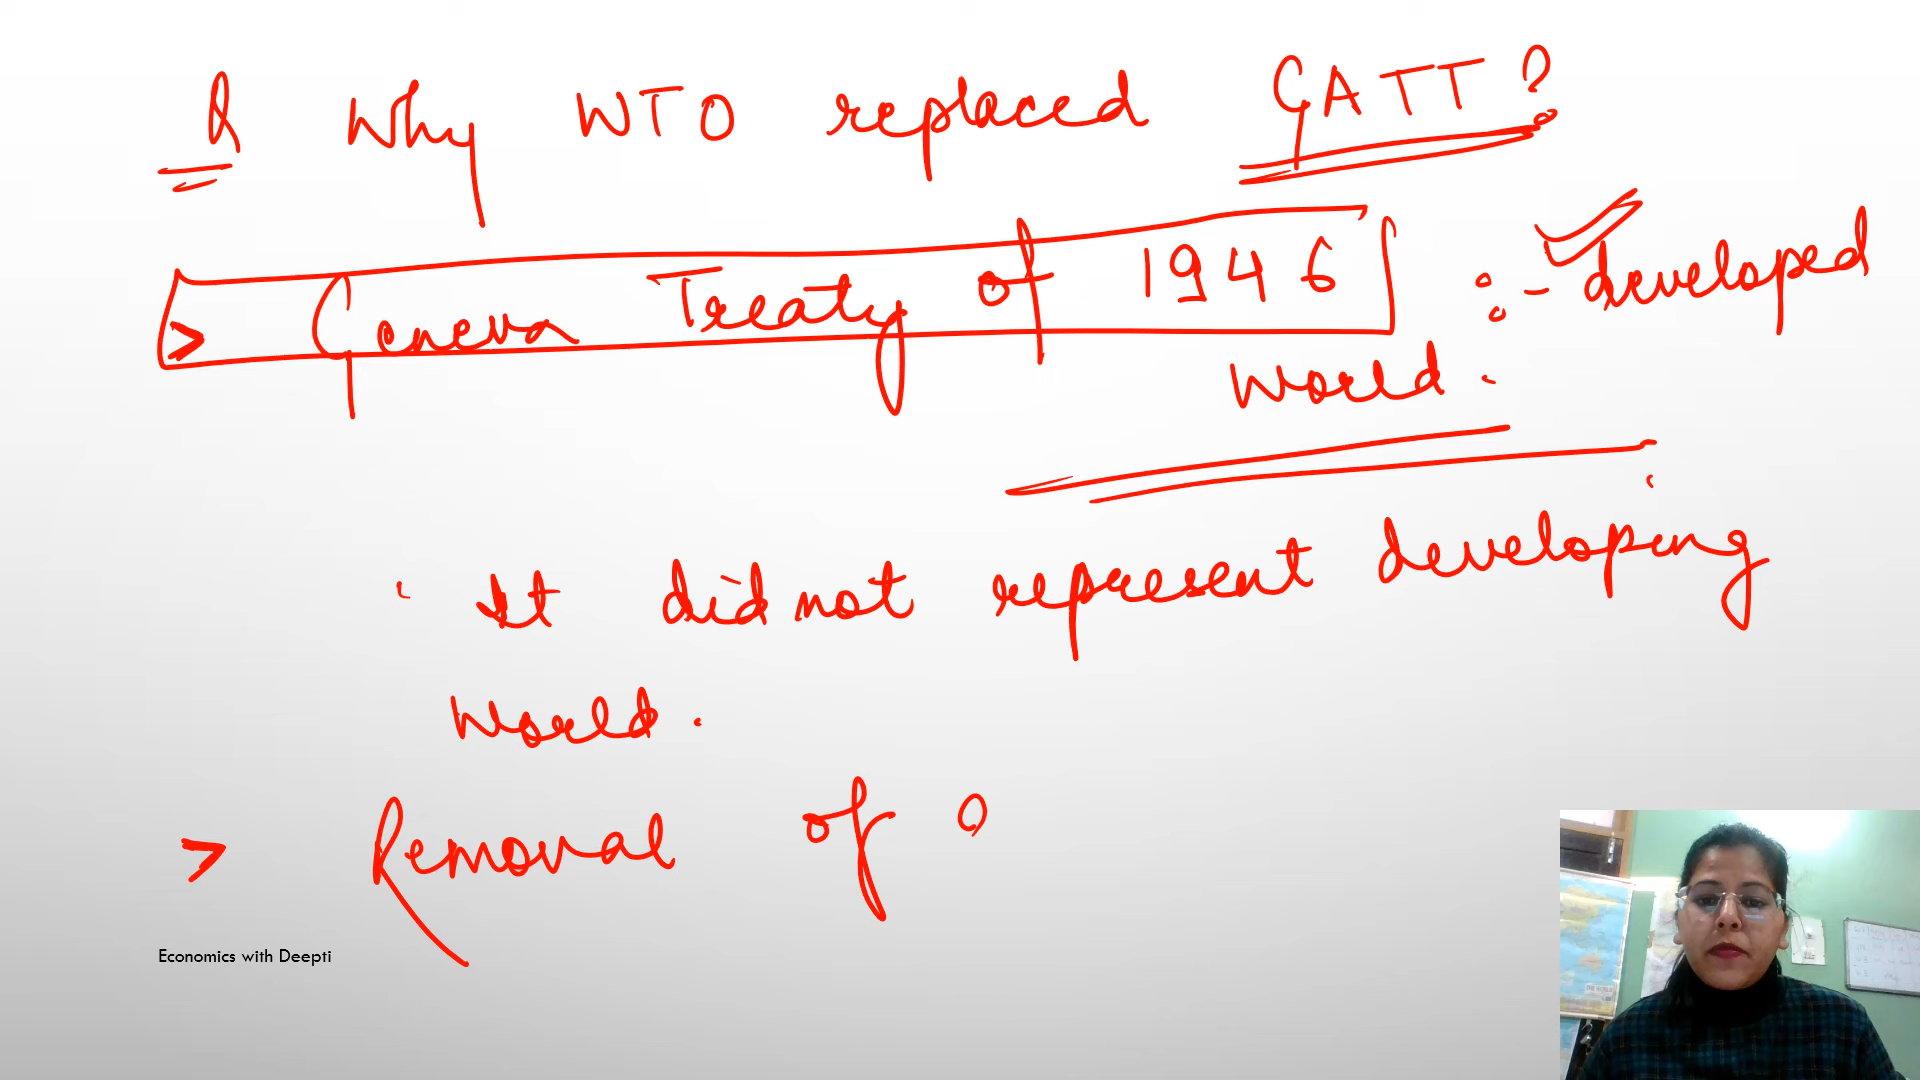 Q Why WTO replaced GATT?
> Geneva Treaty of 1946 :- developed
world.
It did not represent developing
world.
> Removal of
Economics with Deepti